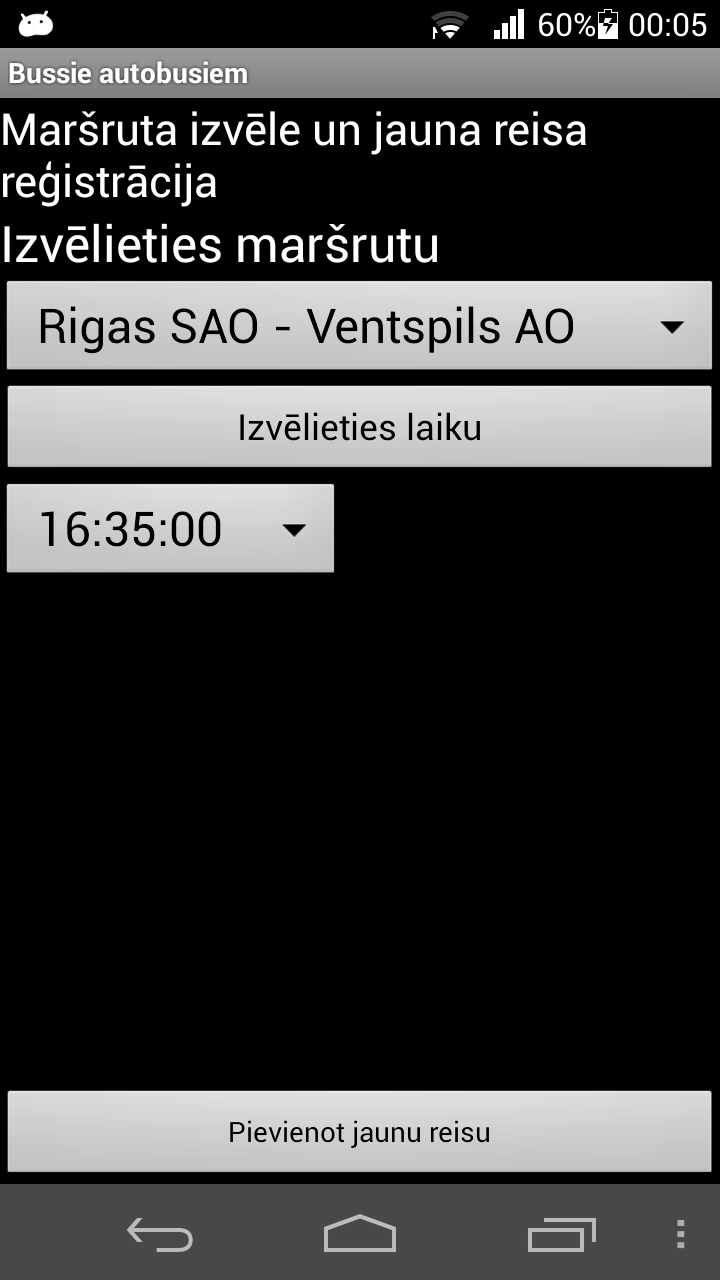 60% 00:05
Bussie autobusiem
Maršruta izvēle un jauna reisa
reģistrācija
Izvēlieties maršrutu
Rigas SAO - Ventspils AO
Izvēlieties laiku
16:35:00
Pievienot jaunu reisu